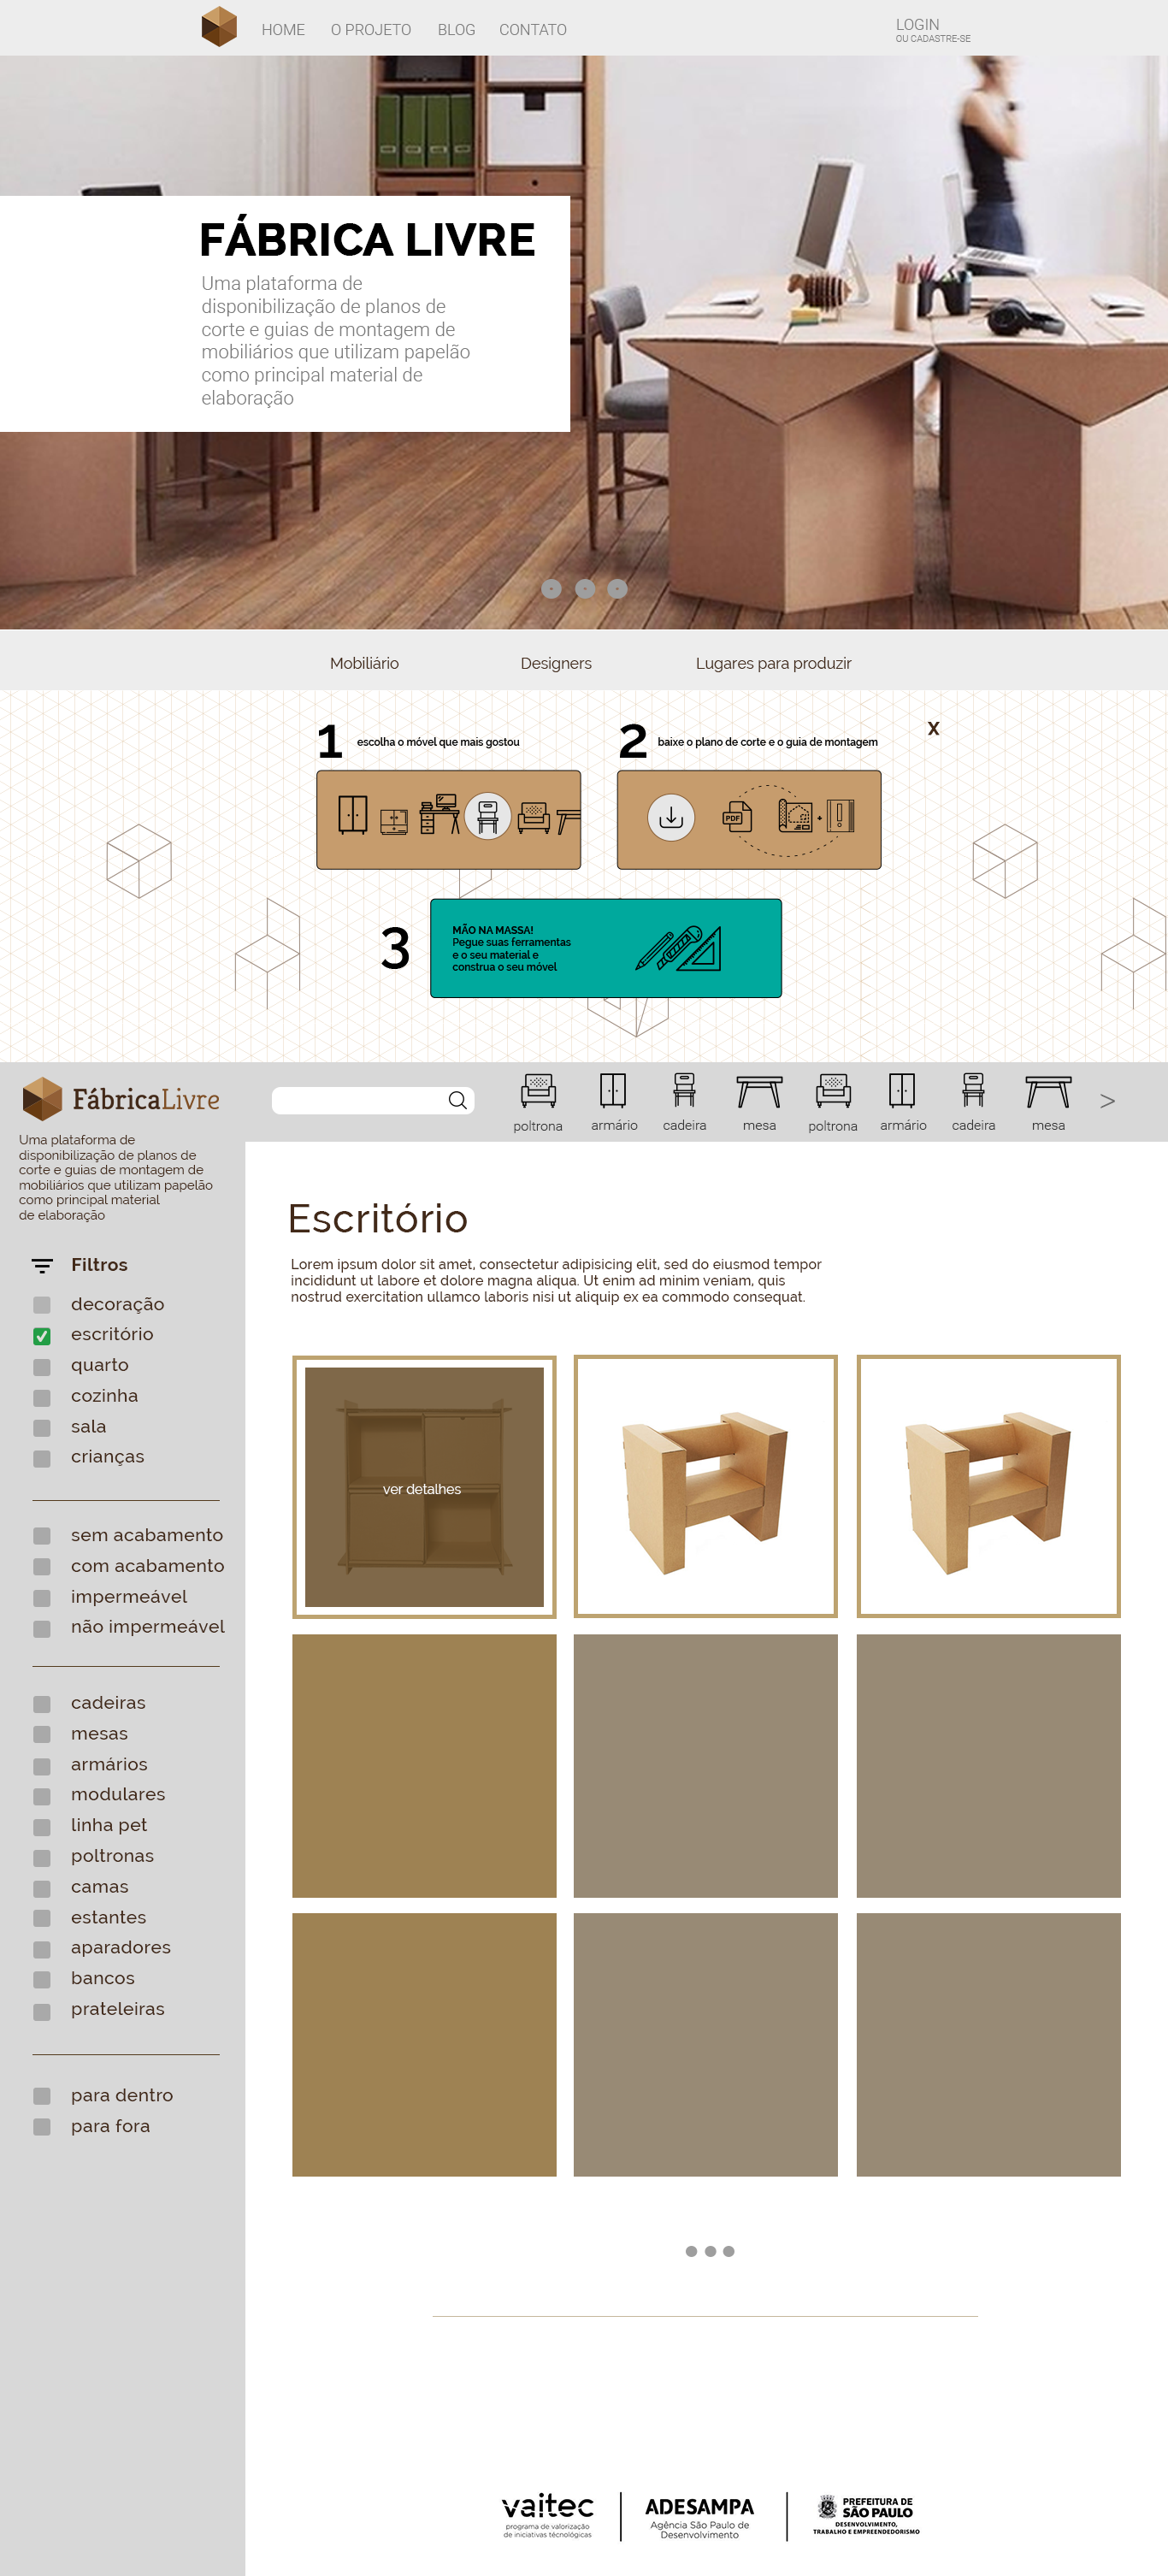 HOME O PROJETO BLOG CONTATO
LOGIN
OU CADASTRE-SE
FÁBRICA LIVRE
Uma plataforma de
disponibilização de planos de
corte e guias de montagem de
mobiliários que utilizam papelão
como principal material de
elaboração
Mobiliário Designers Lugares para produzir
X
1 escolha o móvel que mais gostou
2 baixe o plano de corte e o guia de montagem
PDF
+
3
MÃO NA MASSA!
Pegue suas ferramentas
e o seu material e
construa o seu móvel
FábricaLivre
Uma plataforma de
disponibilização de planos de
corte e guias de montagem de
mobiliários que utilizam papelão
como principal material
de elaboração
poltrona armário cadeira mesa poltrona armário cadeira mesa >
Filtros
decoração
escritório
quarto
cozinha
sala
crianças
sem acabamento
com acabamento
impermeável
não impermeável
cadeiras
mesas
armários
modulares
linha pet
poltronas
camas
estantes
aparadores
bancos
prateleiras
para dentro
para fora
Escritório
Lorem ipsum dolor sit amet, consectetur adipisicing elit, sed do eiusmod tempor
incididunt ut labore et dolore magna aliqua. Ut enim ad minim veniam, quis
nostrud exercitation ullamco laboris nisi ut aliquip ex ea commodo consequat.
ver detalhes
vaitec
programa de valorização
de iniciativas técnológicas
ADESAMPA
Agência São Paulo de
Desenvolvimento
PREFEITURA DE
SÃO PAULO
DESENVOLVIMENTO,
TRABALHO E EMPREENDEDORISMO